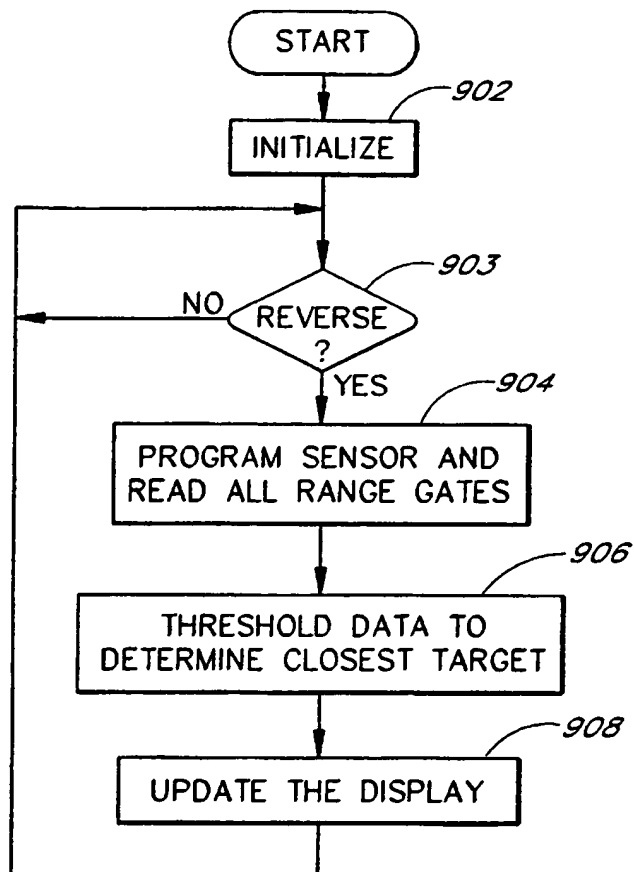 START
902
INITIALIZE
903
NO
REVERSE
?
YES
904
PROGRAM SENSOR AND
READ ALL RANGE GATES
906
THRESHOLD DATA TO
DETERMINE CLOSEST TARGET
908
UPDATE THE DISPLAY